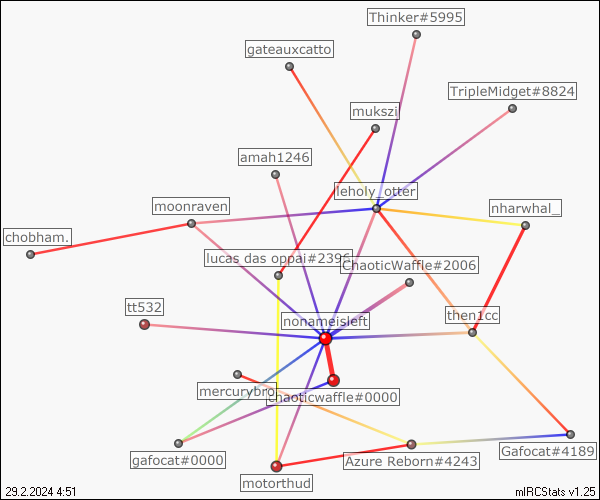 Thinker#5995
gateauxcatto
TripleMidget#8824
mukszi
amah1246
leholy_otter
moonraven
nharwhal_
chobham.
lucas das oppai#2396
ChaoticWaffle#2006
tt532
nonameisleft
then1cc
mercurybro
chaoticwaffle#0000
gafocat#0000
Azure Reborn#4243
Gafocat#4189
motorthud
29.2.2024 4:51
mIRCStats v1.25